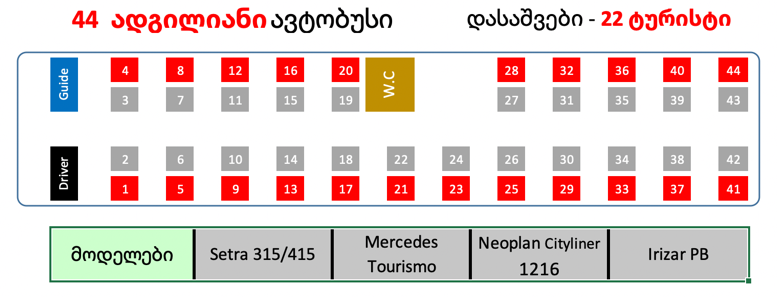 44 ადგილიანი ავტობუსი
დასაშვები - 22 ტურისტი
Guide
4 8 12 16 20 W.C 28 32 36 40 44
3 7 11 15 19 27 31 35 39 43
Driver
2 6 10 14 18 22 24 26 30 34 38 42
1 5 9 13 17 21 23 25 29 33 37 41
მოდელები
Setra 315/415
Mercedes
Tourismo
Neoplan Cityliner
1216
Irizar PB